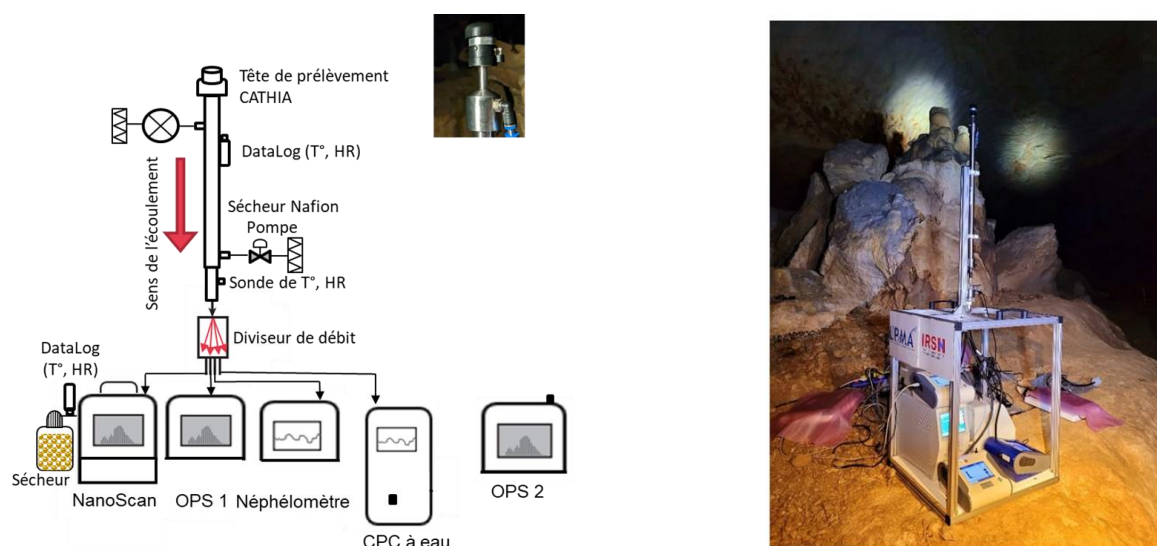 Tête de prélèvement
CATHIA
DataLog (T°, HR)
Sens de l'écoulement
Sécheur Nafion
Pompe
Sonde de T°, HR
Diviseur de débit
DataLog
(T°, HR)
Sécheur
NanoScan
OPS 1
Néphélomètre
CPC à eau
OPS 2
LPMA
IRSN